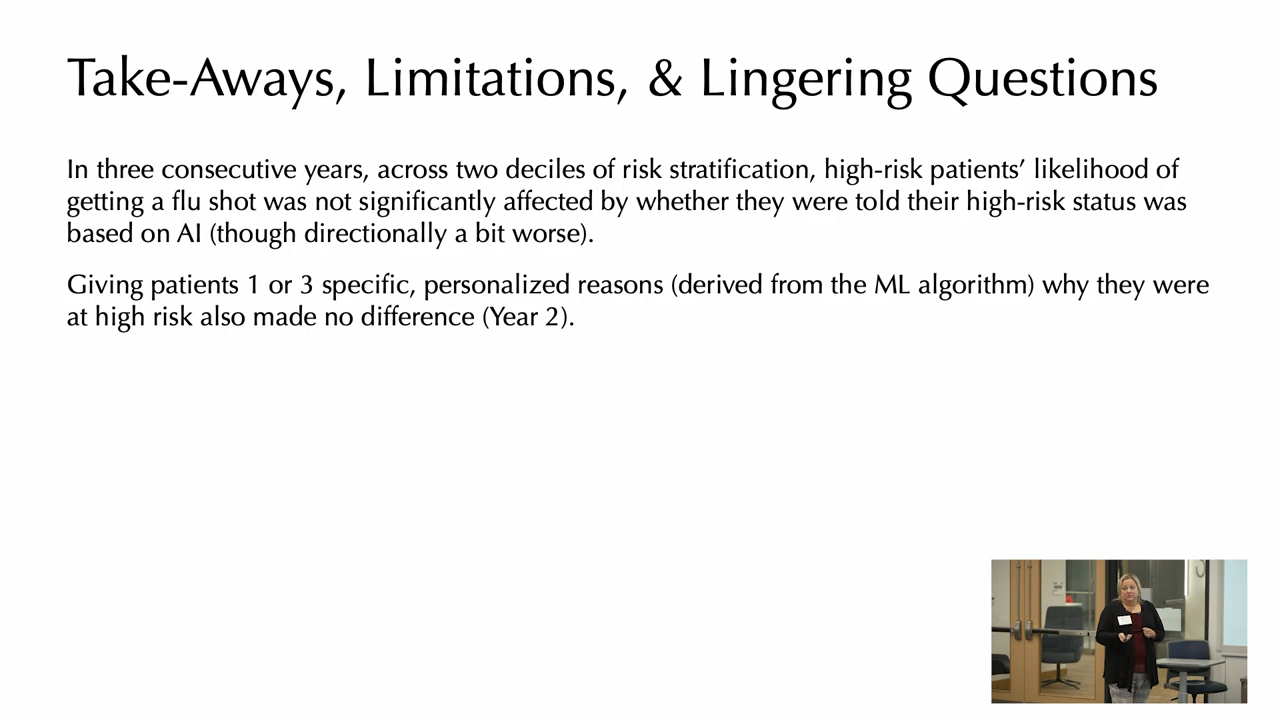 Take-Aways, Limitations, & Lingering Questions
In three consecutive years, across two deciles of risk stratification, high-risk patients’ likelihood of
getting a flu shot was not significantly affected by whether they were told their high-risk status was
based on AI (though directionally a bit worse).
Giving patients 1 or 3 specific, personalized reasons (derived from the ML algorithm) why they were
at high risk also made no difference (Year 2).